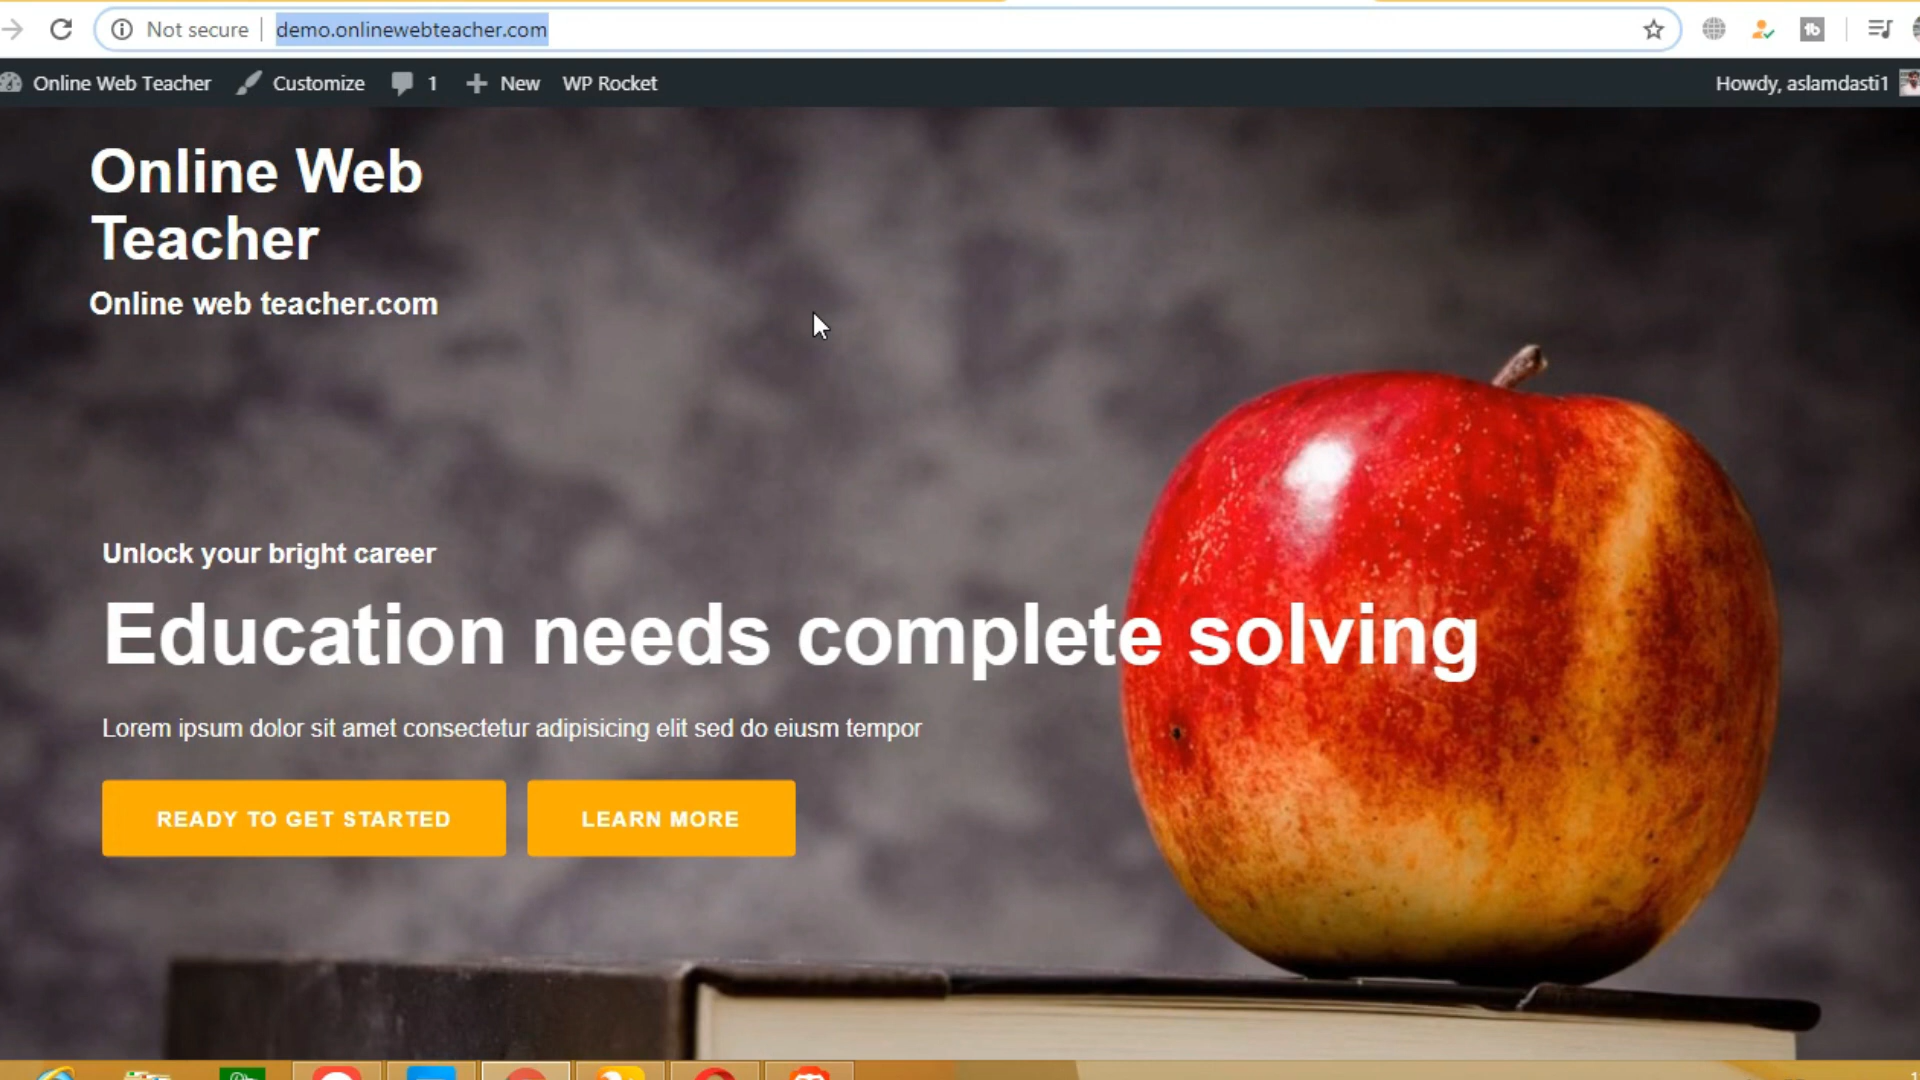 Not secure | demo.onlinewebteacher.com
Online Web Teacher Customize 1 New WP Rocket Howdy, aslamdasti1
Online Web
Teacher
Online web teacher.com
Unlock your bright career
Education needs complete solving
Lorem ipsum dolor sit amet consectetur adipisicing elit sed do eiusm tempor
READY TO GET STARTED LEARN MORE